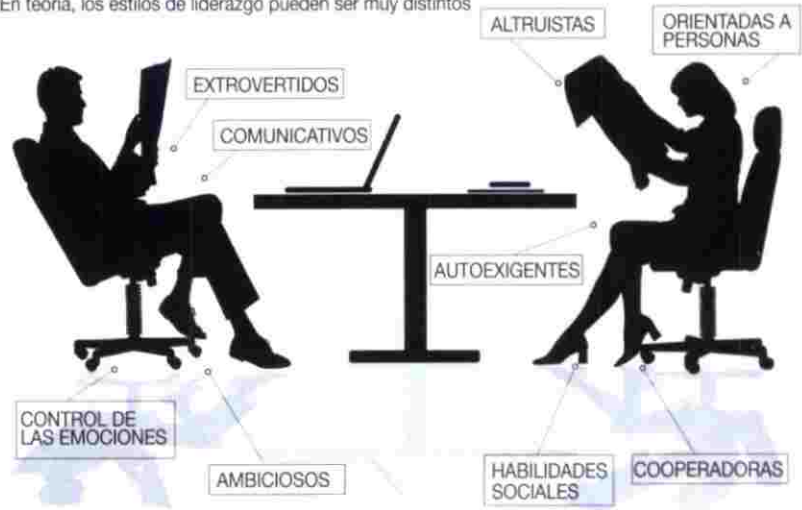 En teoría, los estilos de liderazgo pueden ser muy distintos
ALTRUISTAS
ORIENTADAS A
PERSONAS
EXTROVERTIDOS
COMUNICATIVOS
AUTOEXIGENTES
CONTROL DE
LAS EMOCIONES
AMBICIOSOS
HABILIDADES
SOCIALES
COOPERADORAS